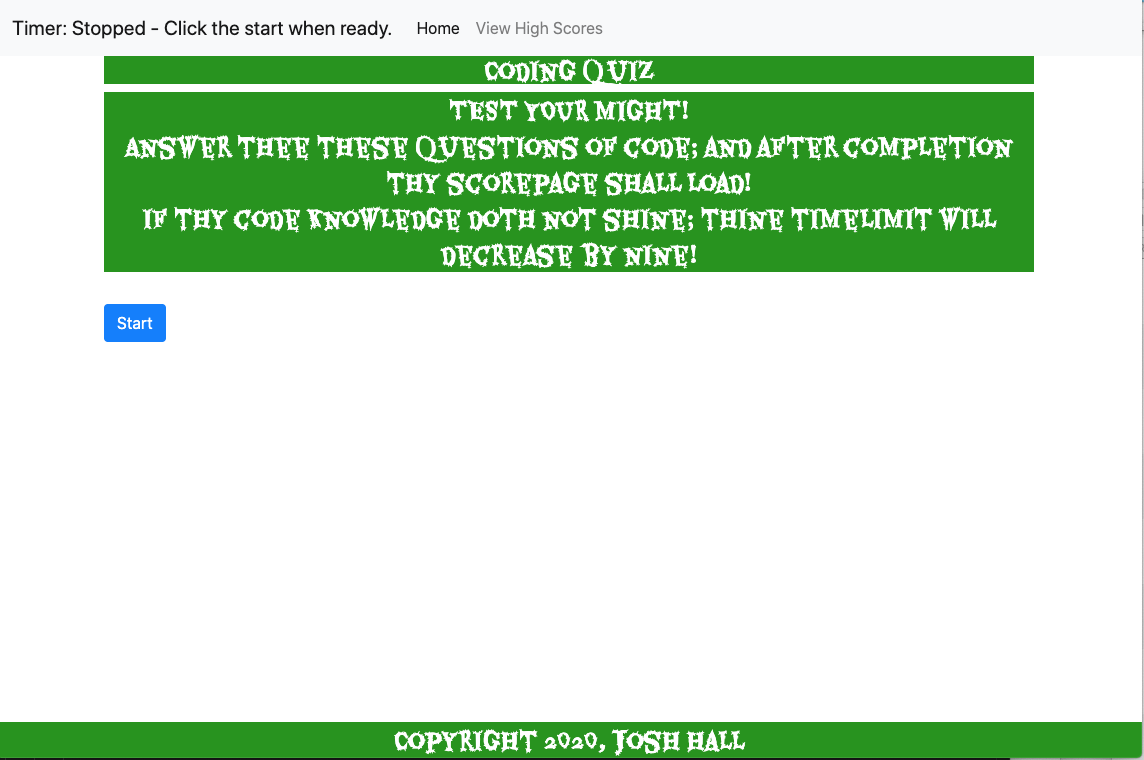 Timer: Stopped - Click the start when ready. Home View High Scores
CODING QUIZ
TEST YOUR MIGHT!
ANSWER THEE THESE QUESTIONS OF CODE; AND AFTER COMPLETION
THY SCOREPAGE SHALL LOAD!
IF THY CODE KNOWLEDGE DOTH NOT SHINE; THINE TIMELIMIT WILL
DECREASE BY NINE!
Start
COPYRIGHT 2020, JOSH HALL